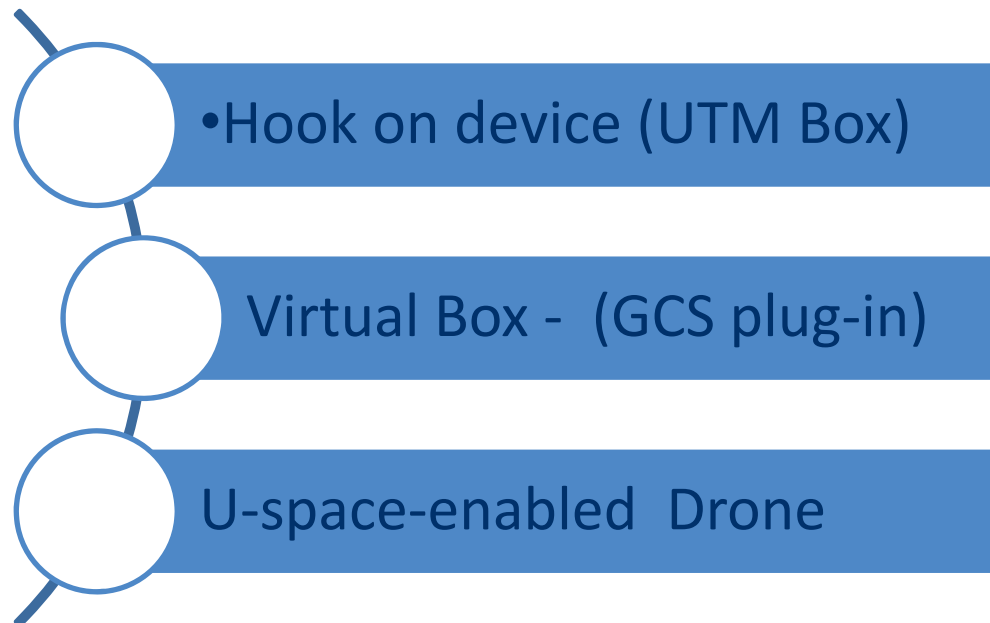 •Hook on device (UTM Box)
Virtual Box - (GCS plug-in)
U-space-enabled Drone